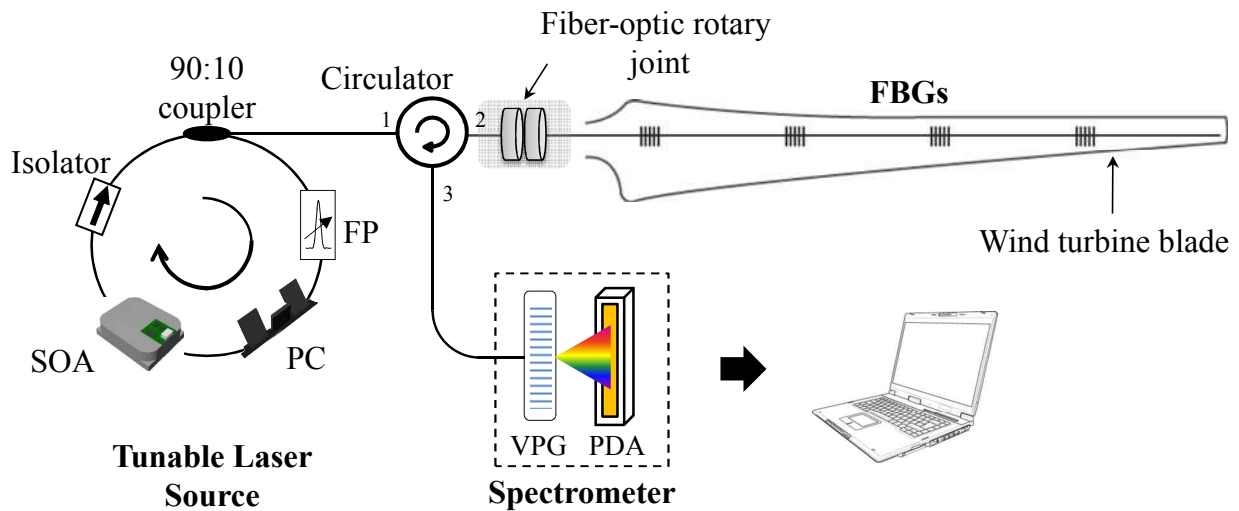 Fiber-optic rotary
joint
90:10
coupler
Circulator
1
2
3
FBGs
Isolator
FP
Wind turbine blade
SOA
PC
VPG
PDA
Tunable Laser
Source
Spectrometer